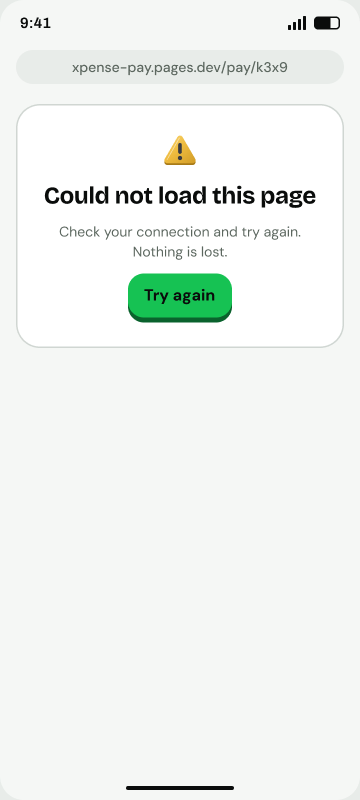 9:41
xpense-pay.pages.dev/pay/k3x9
Could not load this page
Check your connection and try again.
Nothing is lost.
Try again